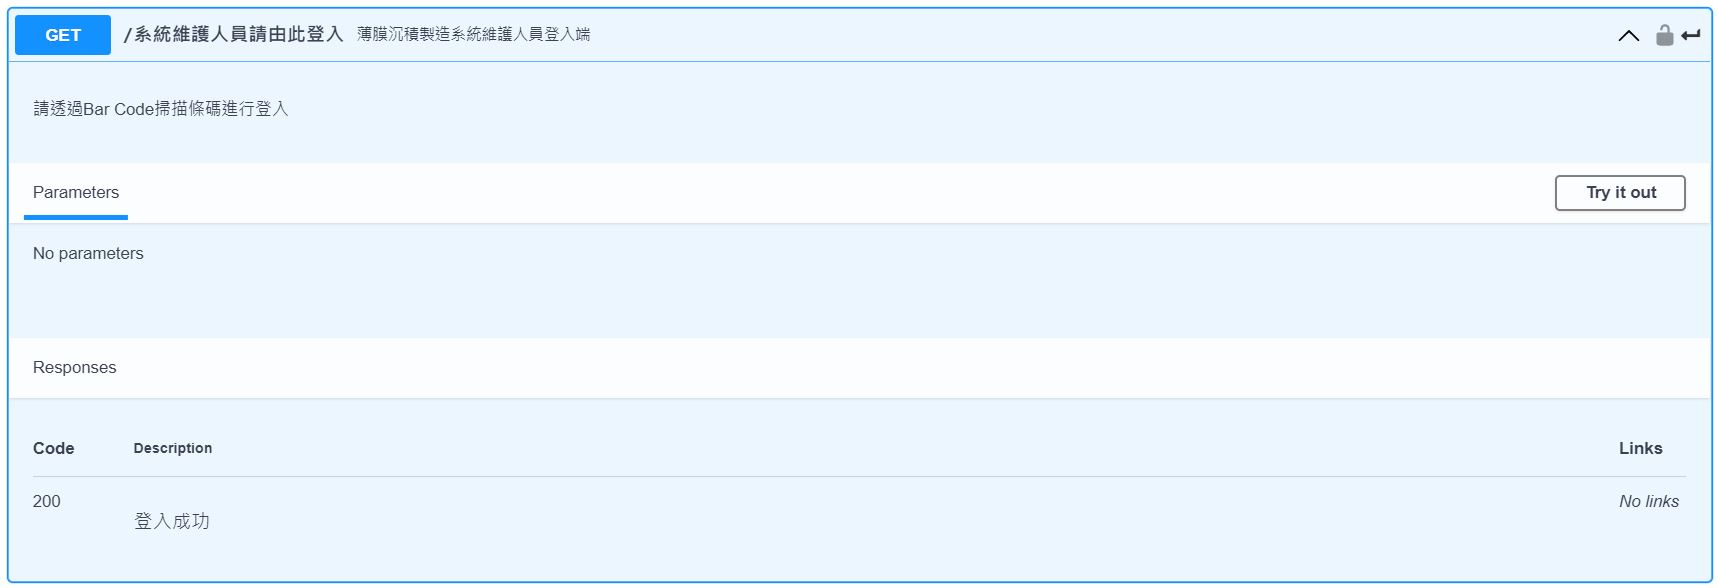 GET /系統維護人員請由此登入 薄膜沉積製造系統維護人員登入端
請透過Bar Code掃描條碼進行登入
Parameters Try it out
No parameters
Responses
Code Description Links
200 No links
登入成功